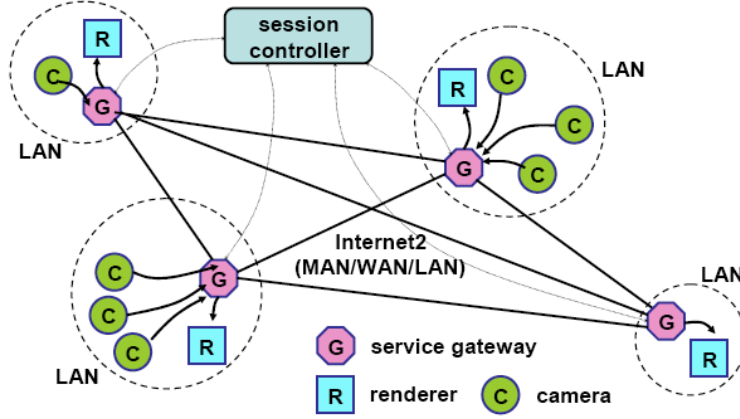 session
controller
R
C
G
LAN
LAN
R
C
C
G
C
Internet2
(MAN/WAN/LAN)
C
G
C
C
R
LAN
LAN
G
R
G service gateway
R renderer
C camera